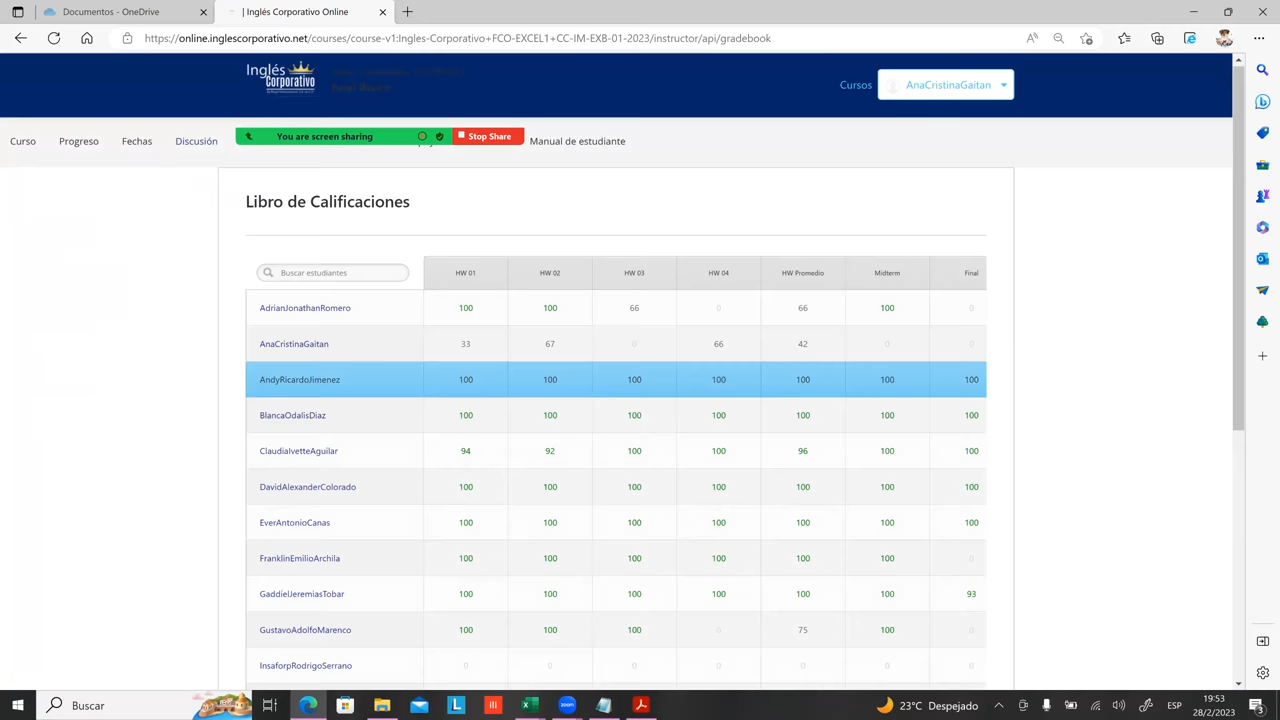 Documentos - OneDrive
| Inglés Corporativo Online
https://online.inglescorporativo.net/courses/course-v1:Ingles-Corporativo+FCO-EXCEL1+CC-IM-EXB-01-2023/instructor/api/gradebook
Inglés
Corporativo
Cursos
AnaCristinaGaitan
Curso
Progreso
Fechas
Discusión
You are screen sharing
Stop Share
Manual de estudiante
Libro de Calificaciones
Buscar estudiantes HW 01 HW 02 HW 03 HW 04 HW Promedio Midterm Final
AdrianJonathanRomero 100 100 66 0 66 100 0
AnaCristinaGaitan 33 67 0 66 42 0 0
AndyRicardoJimenez 100 100 100 100 100 100 100
BlancaOdalisDiaz 100 100 100 100 100 100 100
ClaudiaIvetteAguilar 94 92 100 100 96 100 100
DavidAlexanderColorado 100 100 100 100 100 100 100
EverAntonioCanas 100 100 100 100 100 100 100
FranklinEmilioArchila 100 100 100 100 100 100 0
GaddielJeremiasTobar 100 100 100 100 100 100 93
GustavoAdolfoMarenco 100 100 100 0 75 100 0
InsaforpRodrigoSerrano 0 0 0 0 0 0 0
Buscar
23°C Despejado
ESP
19:53
28/2/2023